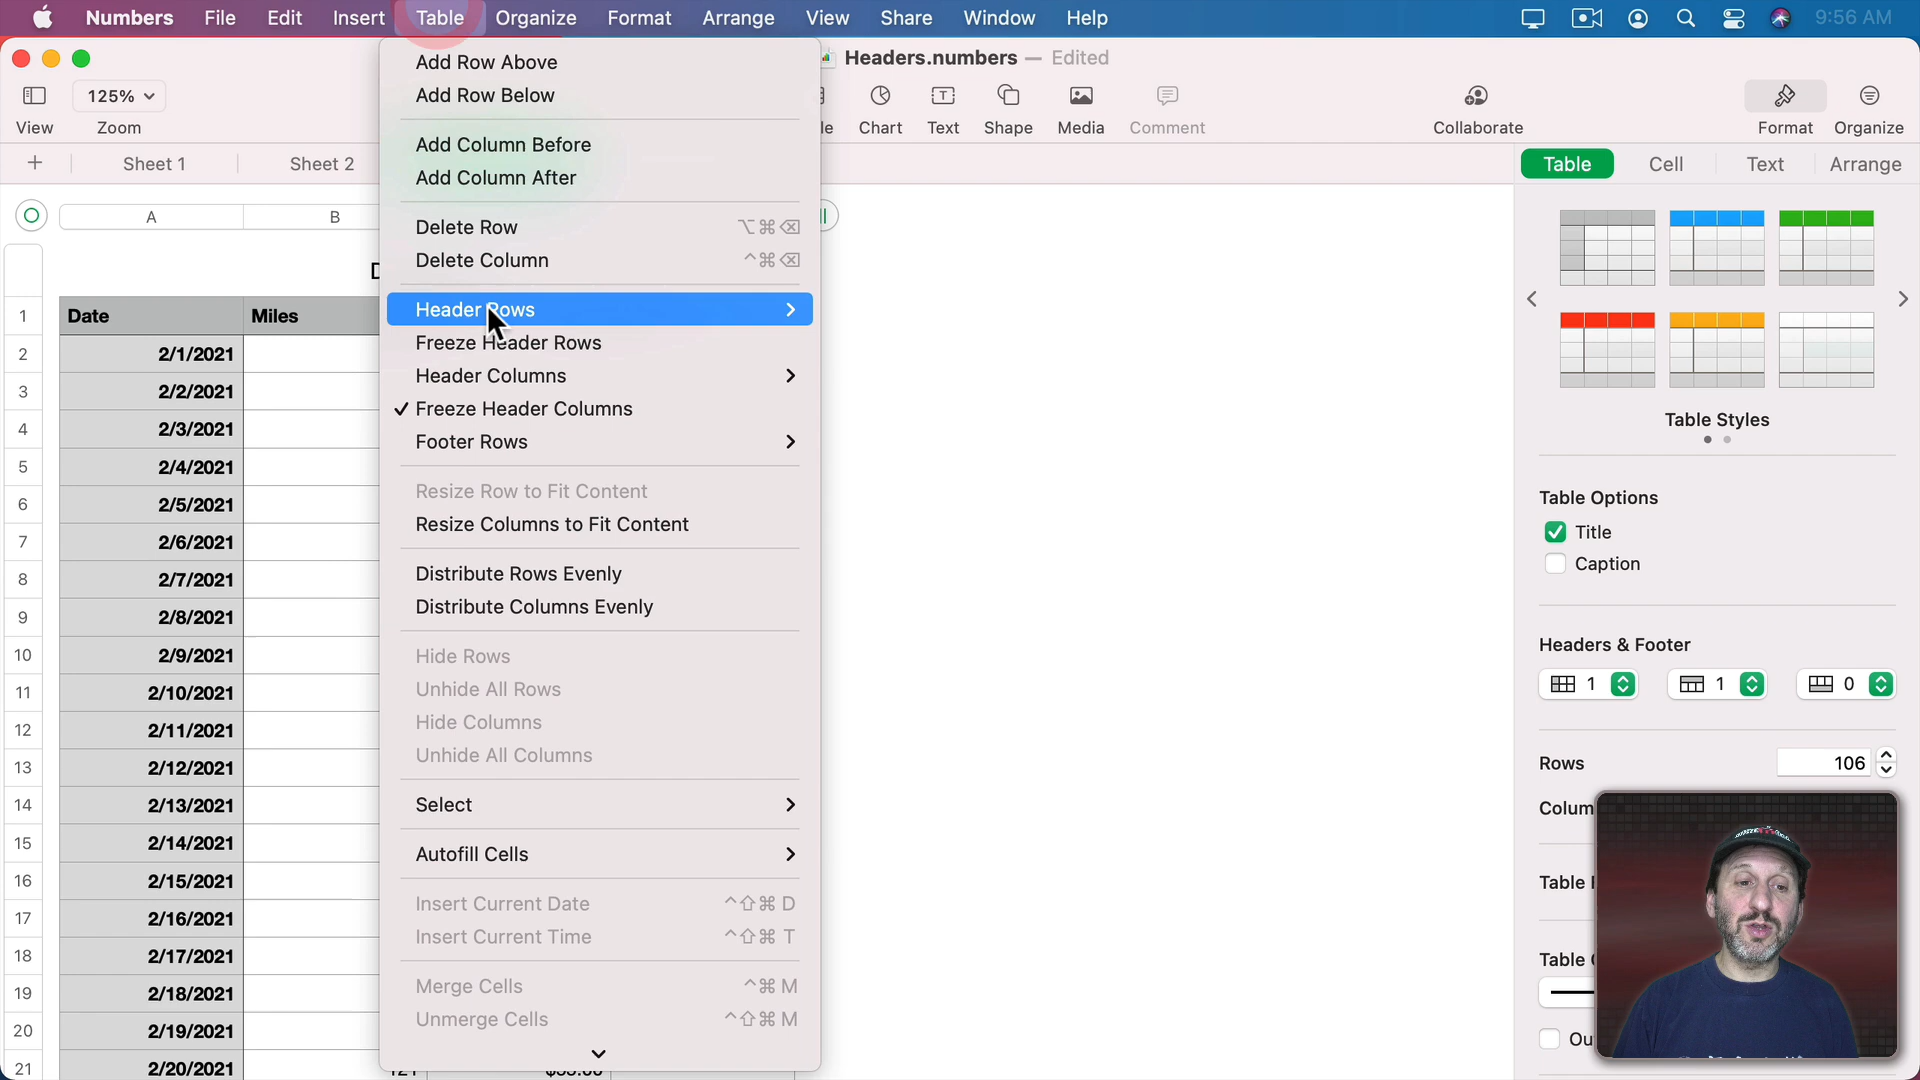 Numbers File Edit Insert Table Organize Format Arrange View Share Window Help 9:56 AM
Headers.numbers — Edited
125%
View Zoom
Chart Text Shape Media Comment Collaborate Format Organize
Sheet 1 Sheet 2
Table Cell Text Arrange
A B
1 Date Miles
2 2/1/2021
3 2/2/2021
4 2/3/2021
5 2/4/2021
6 2/5/2021
7 2/6/2021
8 2/7/2021
9 2/8/2021
10 2/9/2021
11 2/10/2021
12 2/11/2021
13 2/12/2021
14 2/13/2021
15 2/14/2021
16 2/15/2021
17 2/16/2021
18 2/17/2021
19 2/18/2021
20 2/19/2021
21 2/20/2021
Add Row Above
Add Row Below
Add Column Before
Add Column After
Delete Row ⌥⌘⌫
Delete Column ^⌘⌫
Header Rows
Freeze Header Rows
Header Columns
✓ Freeze Header Columns
Footer Rows
Resize Row to Fit Content
Resize Columns to Fit Content
Distribute Rows Evenly
Distribute Columns Evenly
Hide Rows
Unhide All Rows
Hide Columns
Unhide All Columns
Select
Autofill Cells
Insert Current Date ^⇧⌘ D
Insert Current Time ^⇧⌘ T
Merge Cells ^⌘ M
Unmerge Cells ^⇧⌘ M
Table Styles
Table Options
Title
Caption
Headers & Footer
1 1 0
Rows 106
Colum
Table
Table
Ou